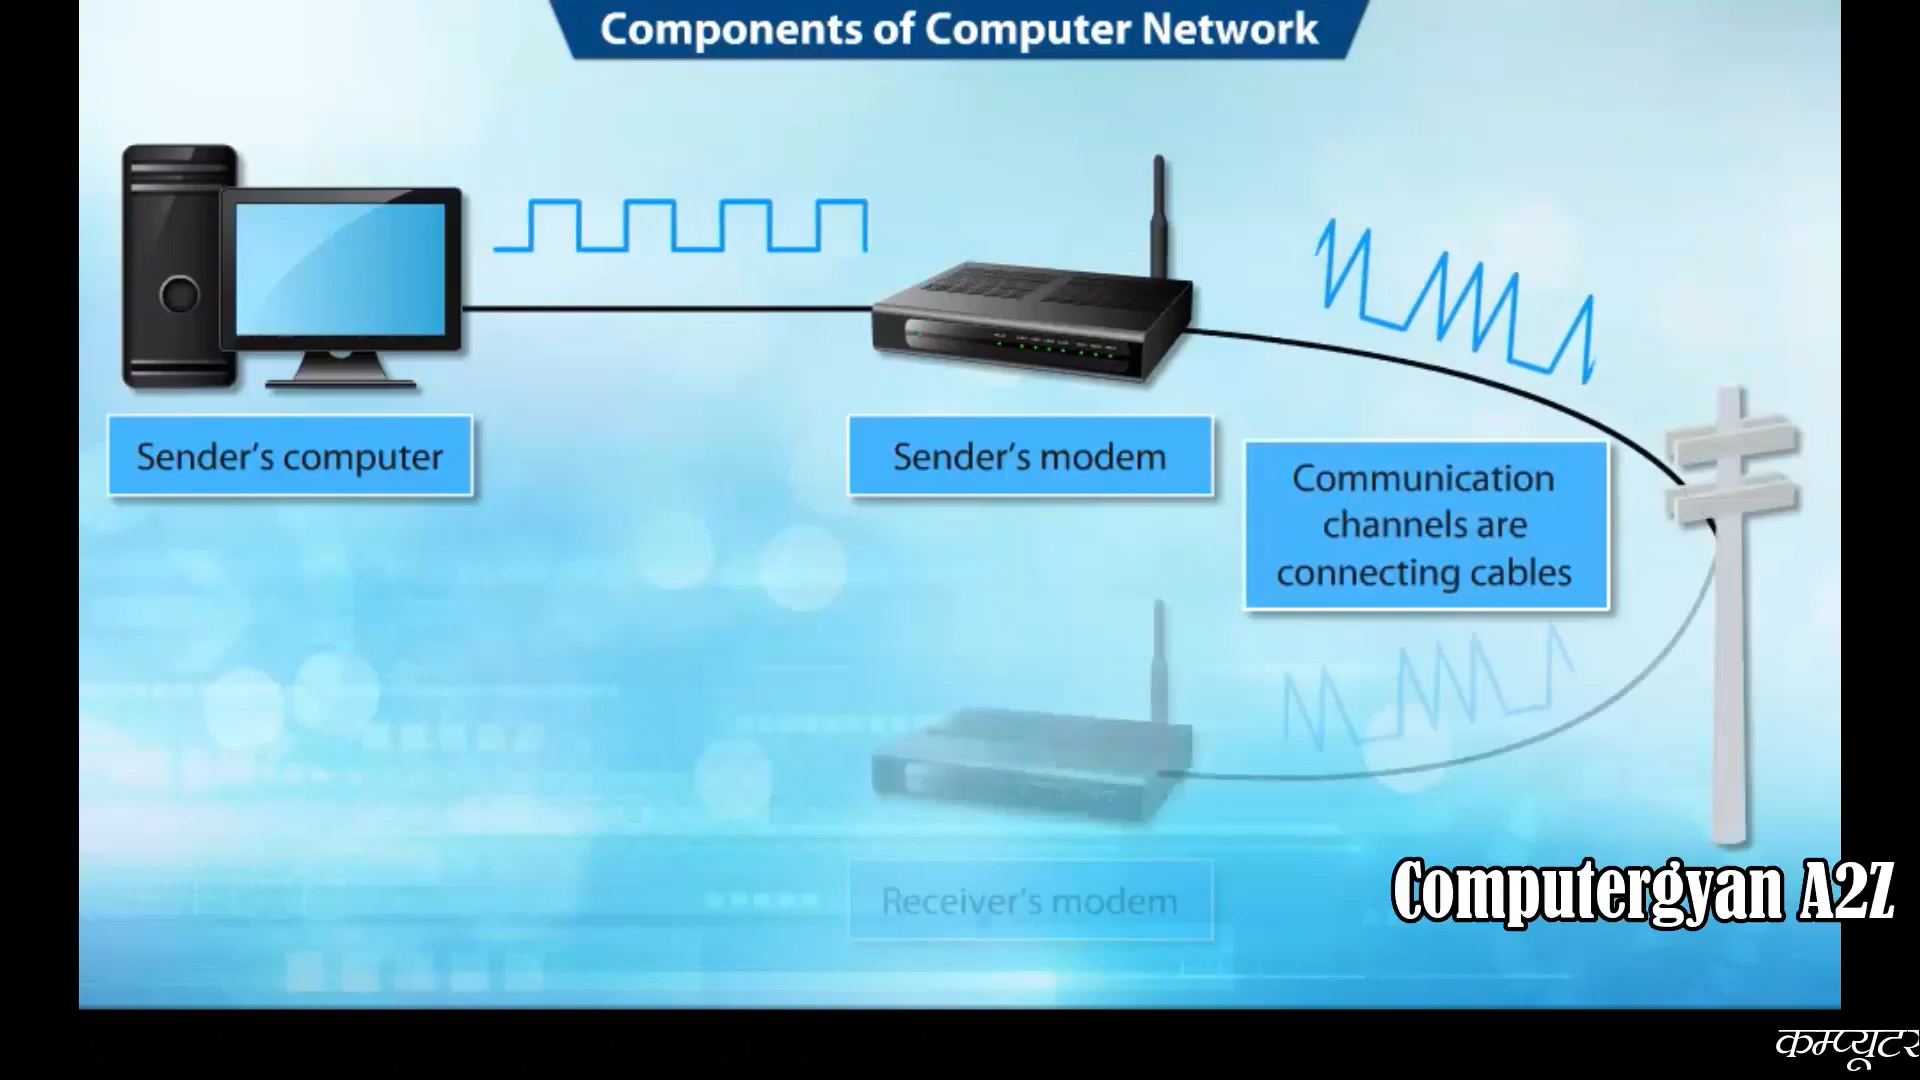 Components of Computer Network
Sender's computer
Sender's modem
Communication
channels are
connecting cables
Receiver's modem
Computergyan A2Z
कम्प्यूटर